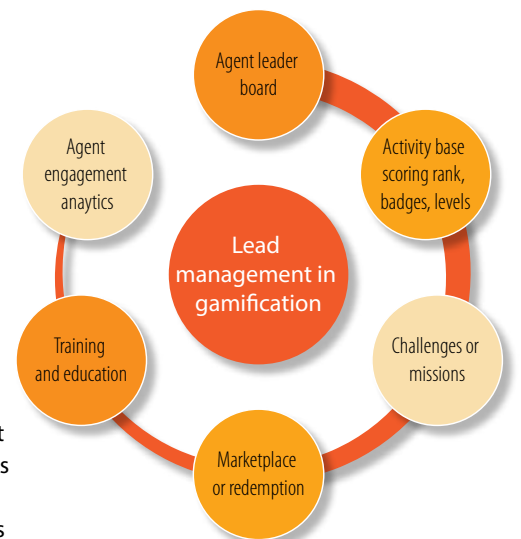 Agent leader
board
Activity base
scoring rank,
badges, levels
Challenges or
missions
Marketplace
or redemption
Training
and education
Agent
engagement
anaytics
Lead
management in
gamification